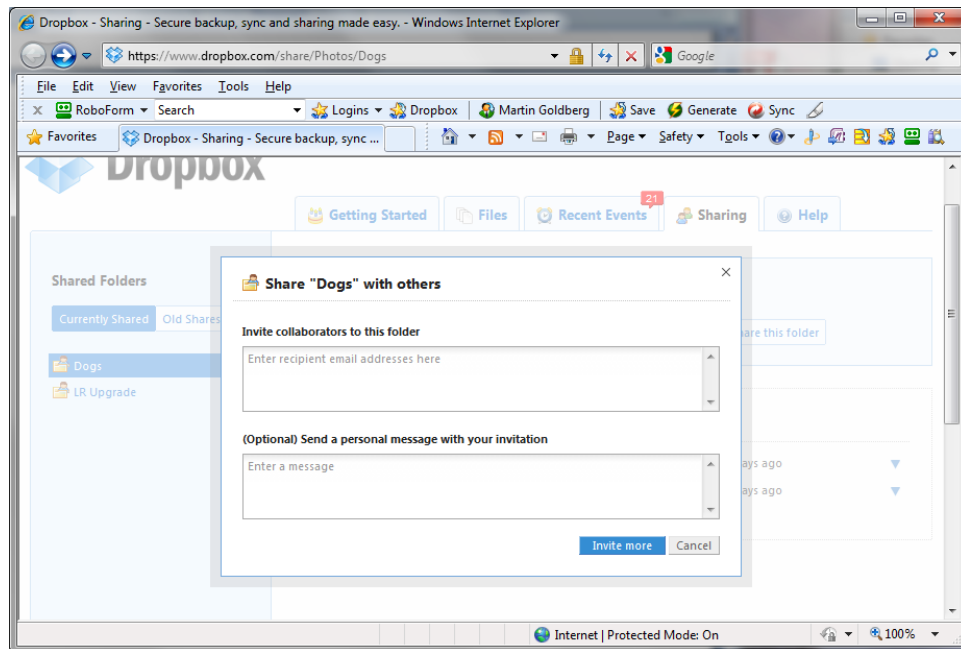 Dropbox - Sharing - Secure backup, sync and sharing made easy. - Windows Internet Explorer
https://www.dropbox.com/share/Photos/Dogs
Google
File Edit View Favorites Tools Help
x RoboForm Search Logins Dropbox Martin Goldberg Save Generate Sync
Favorites Dropbox - Sharing - Secure backup, sync ... Page Safety Tools
Dropbox
21
Getting Started Files Recent Events Sharing Help
Shared Folders
Share "Dogs" with others
Currently Shared Old Shares
Invite collaborators to this folder
are this folder
Enter recipient email addresses here
Dogs
LR Upgrade
(Optional) Send a personal message with your invitation
Enter a message
ays ago
ays ago
Invite more Cancel
Internet | Protected Mode: On 100%